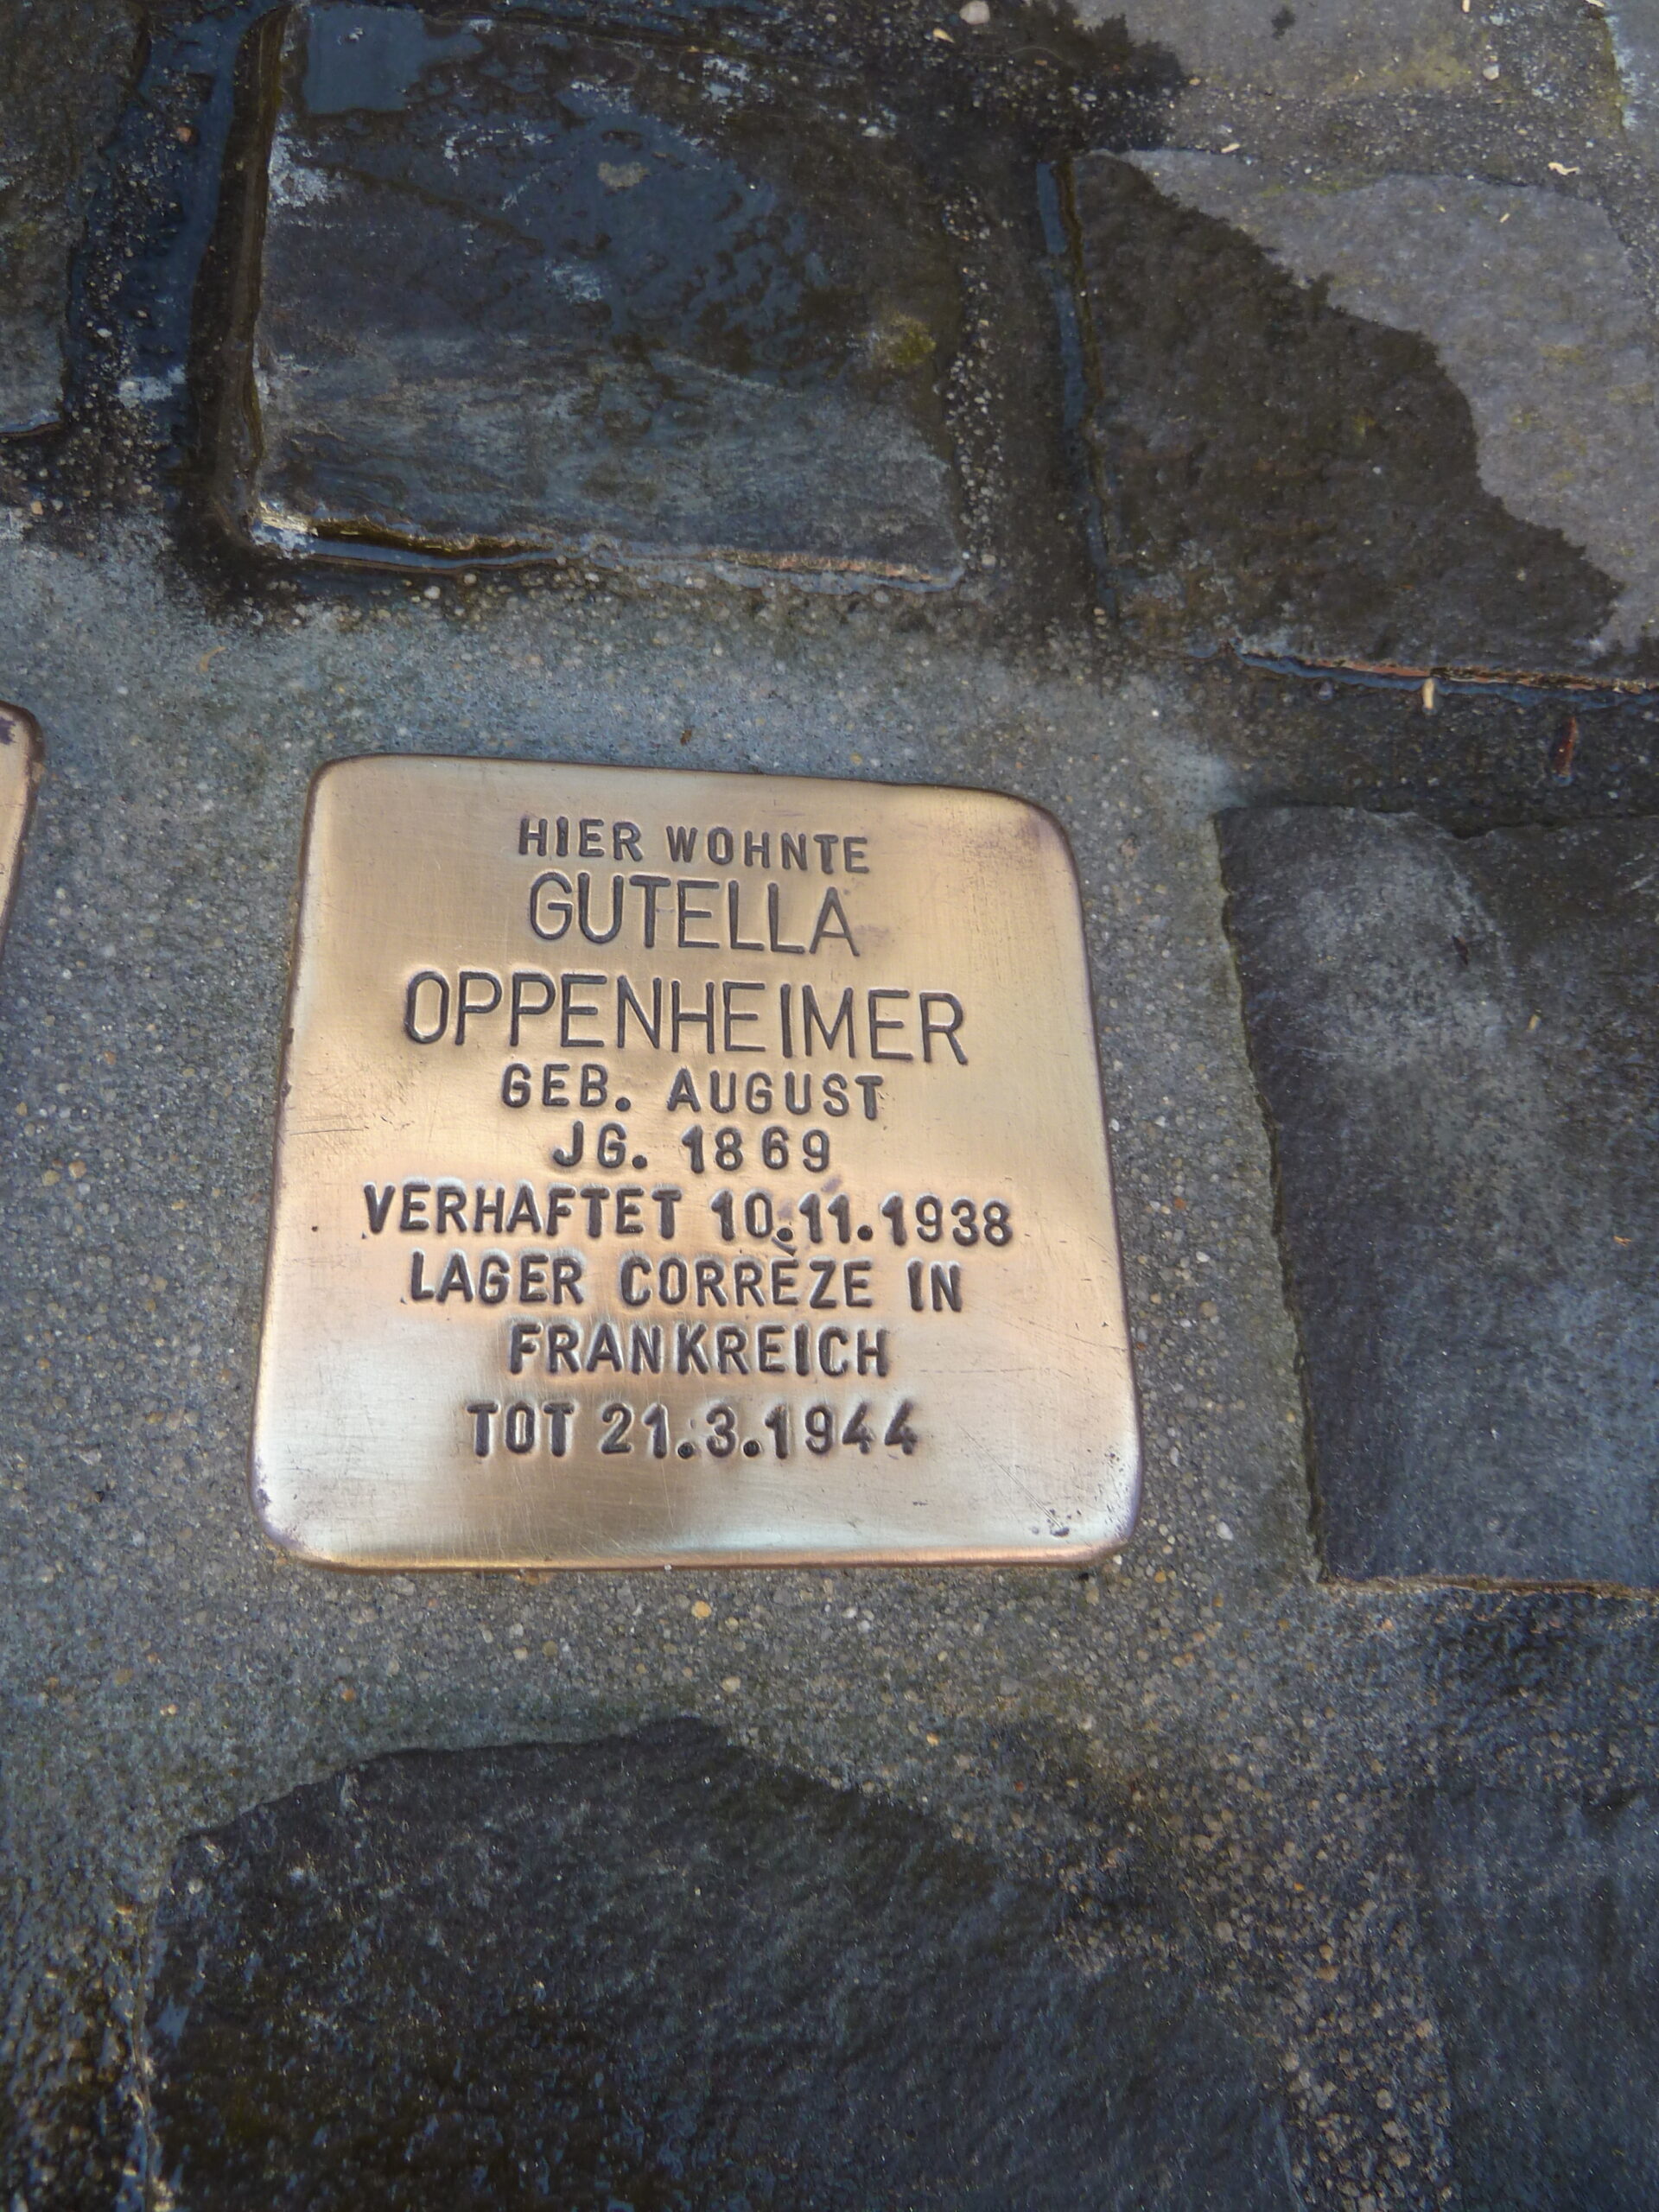 HIER WOHNTE
GUTELLA
OPPENHEIMER
GEB. AUGUST
JG. 1869
VERHAFTET 10.11.1938
LAGER CORRÈZE IN
FRANKREICH
TOT 21.3.1944